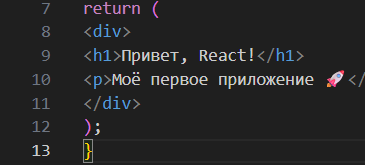 7 return (
8 <div>
9 <h1>Привет, React!</h1>
10 <p>Моё первое приложение 🚀</
11 </div>
12 );
13 }